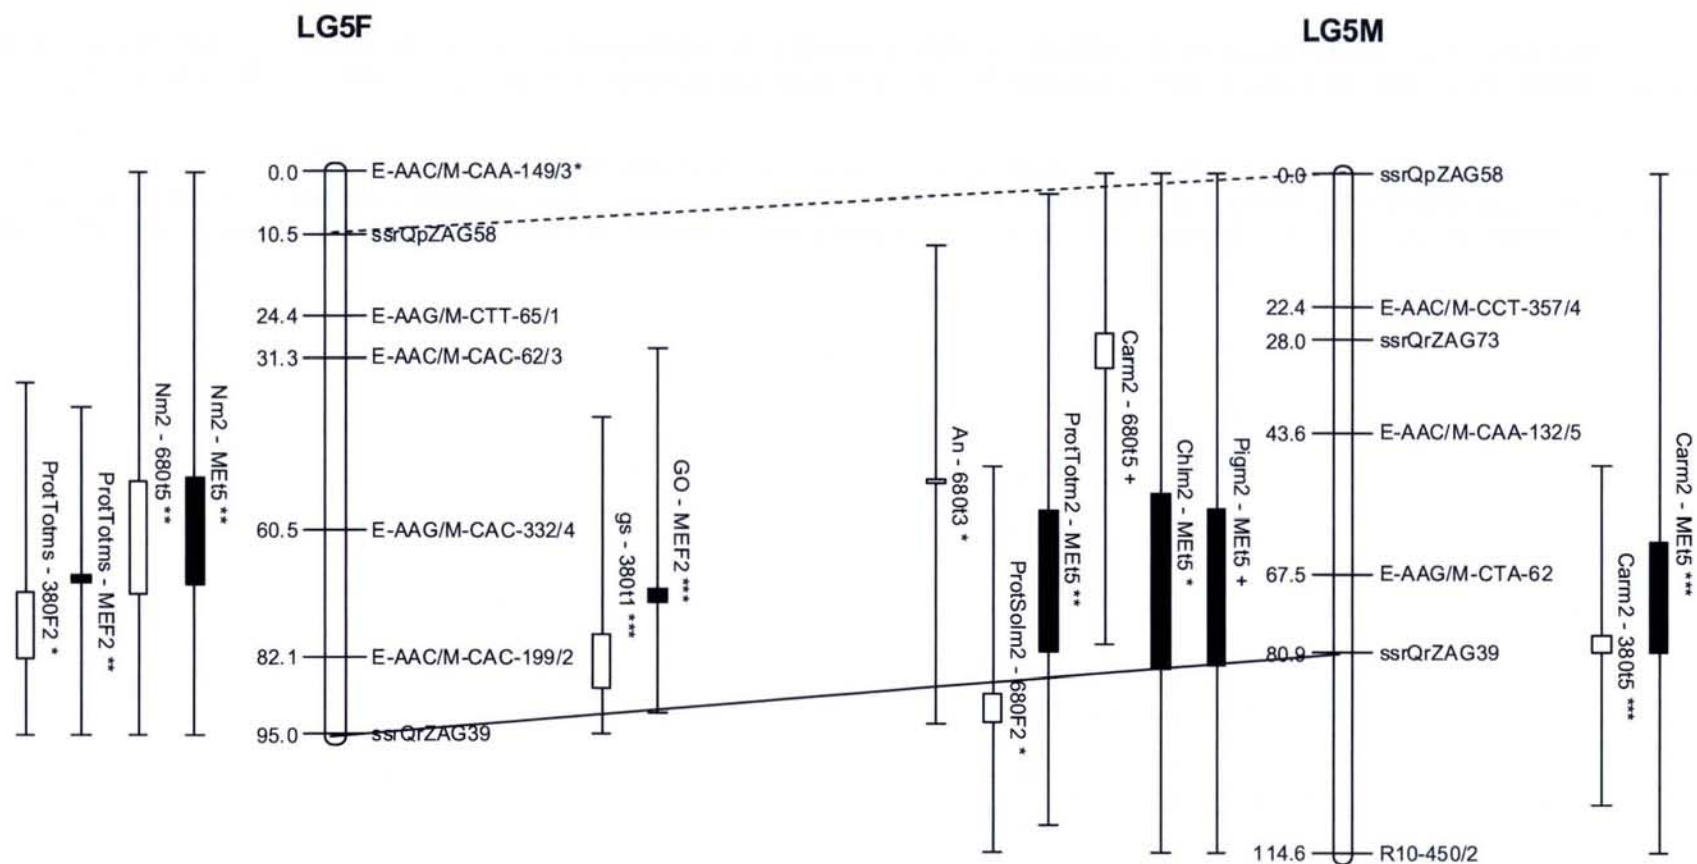 LG5F
LG5M
0.0 E-AAC/M-CAA-149/3*
10.5 ssrQpZAG58
24.4 E-AAG/M-CTT-65/1
31.3 E-AAC/M-CAC-62/3
60.5 E-AAG/M-CAC-332/4
82.1 E-AAC/M-CAC-199/2
95.0 ssrQrZAG39
ProtTotms - 380F2 *
ProtTotms - MEF2 **
Nm2 - 680t5 **
Nm2 - MEt5 **
gs - 380t1 ***
GO - MEF2 ***
An - 680t3 *
ProtSolm2 - 680F2 *
ProtTotm2 - MEt5 **
Carm2 - 680t5 +
Chlm2 - MEt5 *
Pigm2 - MEt5 +
0.0 ssrQpZAG58
22.4 E-AAC/M-CCT-357/4
28.0 ssrQrZAG73
43.6 E-AAC/M-CAA-132/5
67.5 E-AAG/M-CTA-62
80.9 ssrQrZAG39
114.6 R10-450/2
Carm2 - 380t5 ***
Carm2 - MEt5 ***